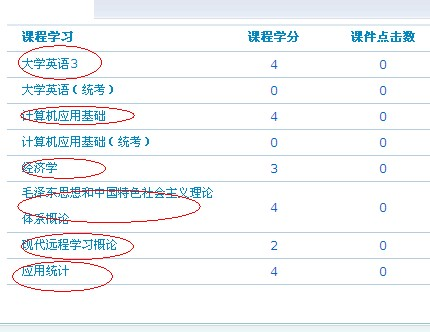 课程学习 课程学分 课件点击数
大学英语3 4 0
大学英语（统考） 0 0
计算机应用基础 4 0
计算机应用基础（统考） 0 0
经济学 3 0
毛泽东思想和中国特色社会主义理论
体系概论 4 0
现代远程学习概论 2 0
应用统计 4 0